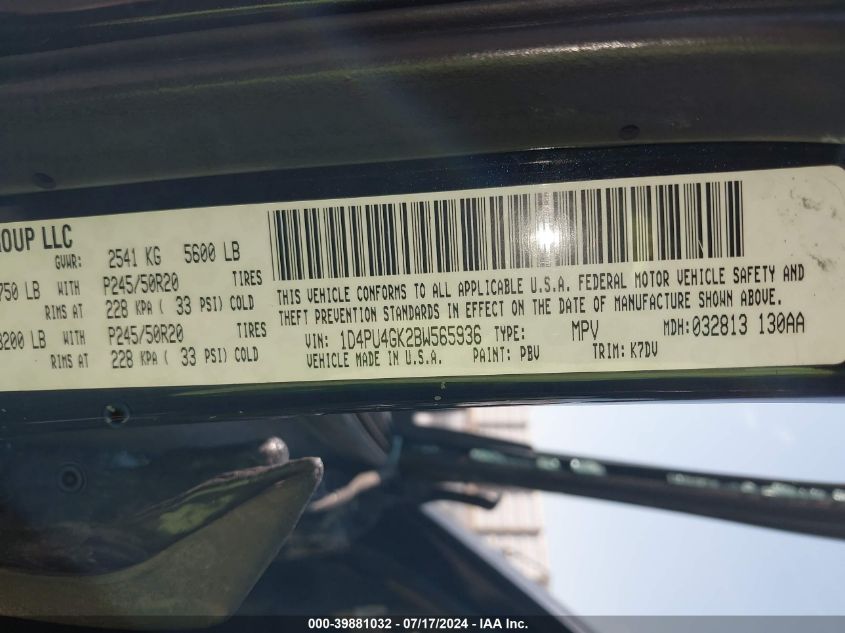 ROUP LLC
GVWR: 2541 KG 5600 LB
750 LB WITH P245/50R20 TIRES
RIMS AT 228 KPA ( 33 PSI) COLD
3200 LB WITH P245/50R20 TIRES
RIMS AT 228 KPA ( 33 PSI) COLD
THIS VEHICLE CONFORMS TO ALL APPLICABLE U.S.A. FEDERAL MOTOR VEHICLE SAFETY AND
THEFT PREVENTION STANDARDS IN EFFECT ON THE DATE OF MANUFACTURE SHOWN ABOVE.
VIN: 1D4PU4GK2BW565936 TYPE: MPV MDH: 032813 130AA
VEHICLE MADE IN U.S.A. PAINT: PBV TRIM: K7DV
000-39881032 - 07/17/2024 - IAA Inc.